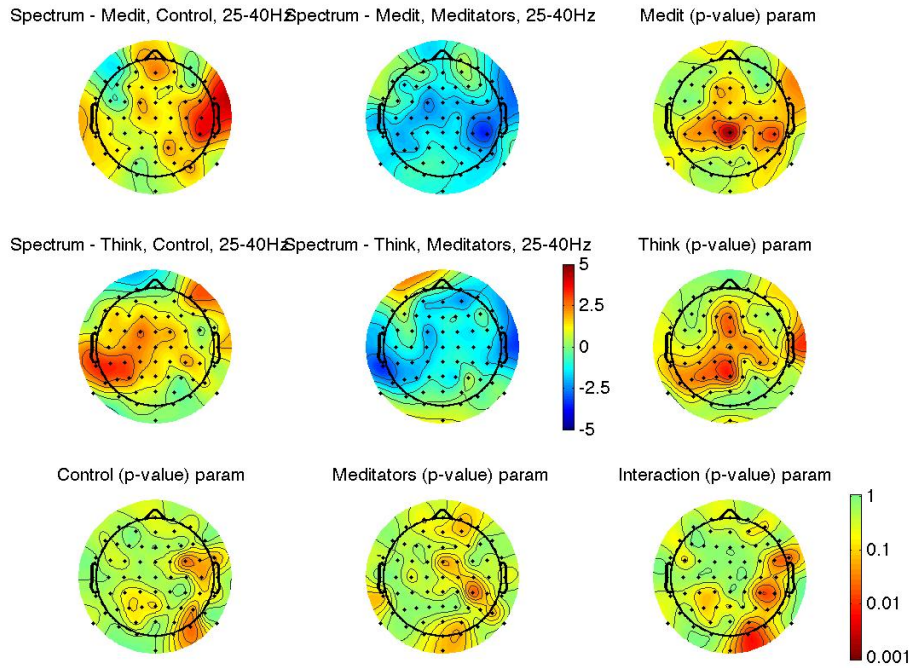 Spectrum - Medit, Control, 25-40Hz
Spectrum - Medit, Meditators, 25-40Hz
Medit (p-value) param
Spectrum - Think, Control, 25-40Hz
Spectrum - Think, Meditators, 25-40Hz
Think (p-value) param
5
2.5
0
-2.5
-5
Control (p-value) param
Meditators (p-value) param
Interaction (p-value) param
1
0.1
0.01
0.001